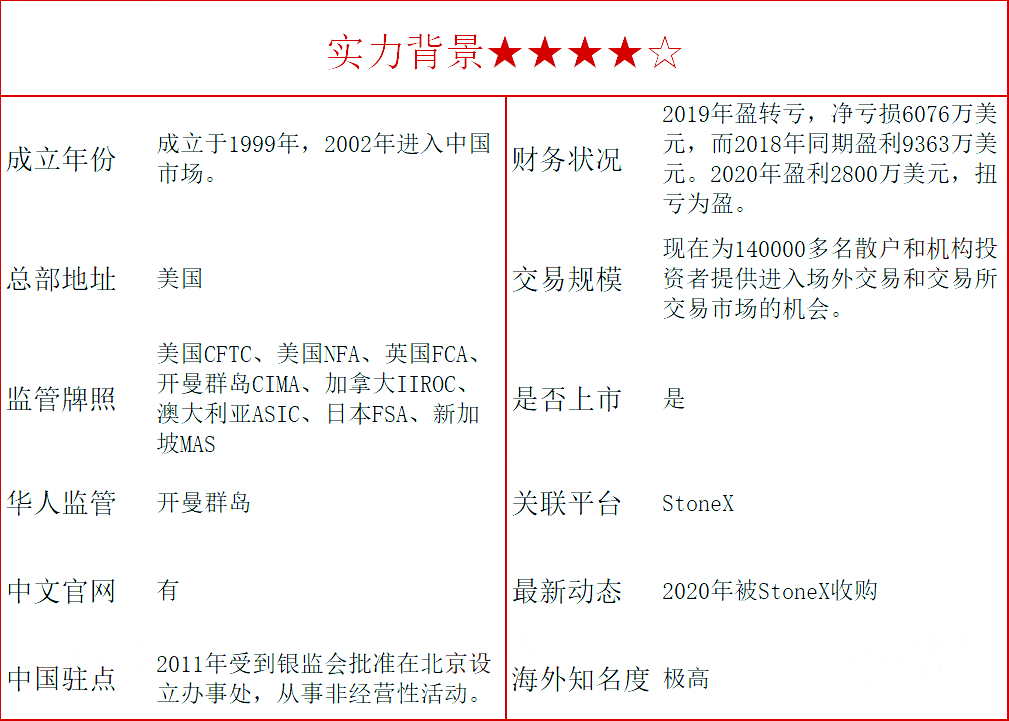 实力背景★★★★☆
成立年份
成立于1999年，2002年进入中国
市场。
财务状况
2019年盈转亏，净亏损6076万美
元，而2018年同期盈利9363万美
元。2020年盈利2800万美元，扭
亏为盈。
总部地址
美国
交易规模
现在为140000多名散户和机构投
资者提供进入场外交易和交易所
交易市场的机会。
监管牌照
美国CFTC、美国NFA、英国FCA、
开曼群岛CIMA、加拿大IIROC、
澳大利亚ASIC、日本FSA、新加
坡MAS
是否上市
是
华人监管
开曼群岛
关联平台
StoneX
中文官网
有
最新动态
2020年被StoneX收购
中国驻点
2011年受到银监会批准在北京设
立办事处，从事非经营性活动。
海外知名度
极高